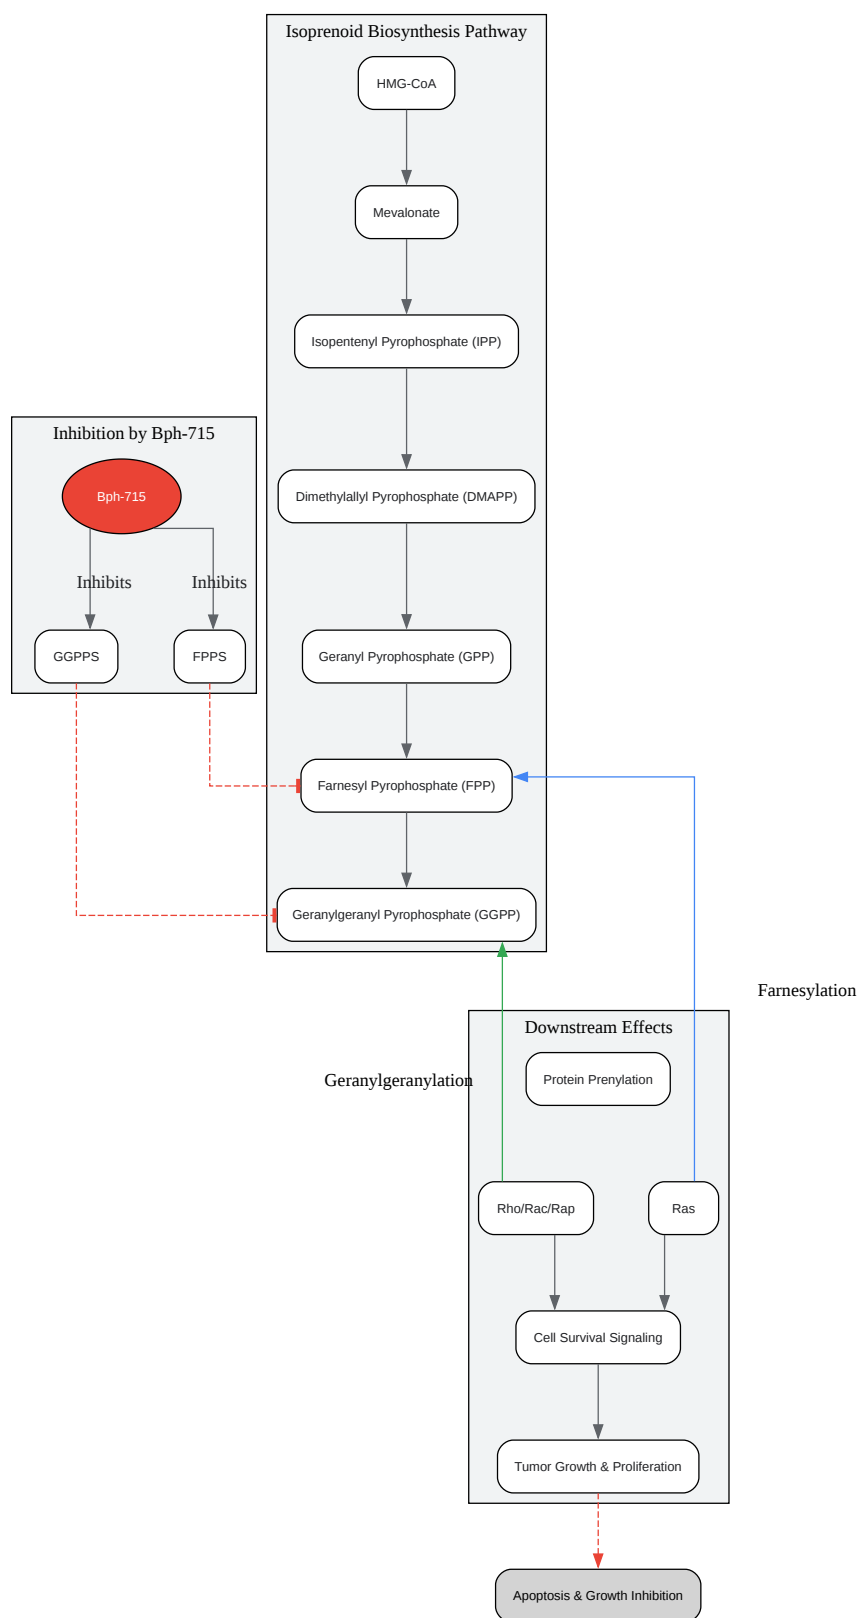 Isoprenoid Biosynthesis Pathway
HMG-CoA
Mevalonate
Isopentenyl Pyrophosphate (IPP)
Inhibition by Bph-715
Bph-715
Dimethylallyl Pyrophosphate (DMAPP)
Inhibits
Inhibits
GGPPS
FPPS
Geranyl Pyrophosphate (GPP)
Farnesyl Pyrophosphate (FPP)
Geranylgeranyl Pyrophosphate (GGPP)
Farnesylation
Downstream Effects
Geranylgeranylation
Protein Prenylation
Rho/Rac/Rap
Ras
Cell Survival Signaling
Tumor Growth & Proliferation
Apoptosis & Growth Inhibition